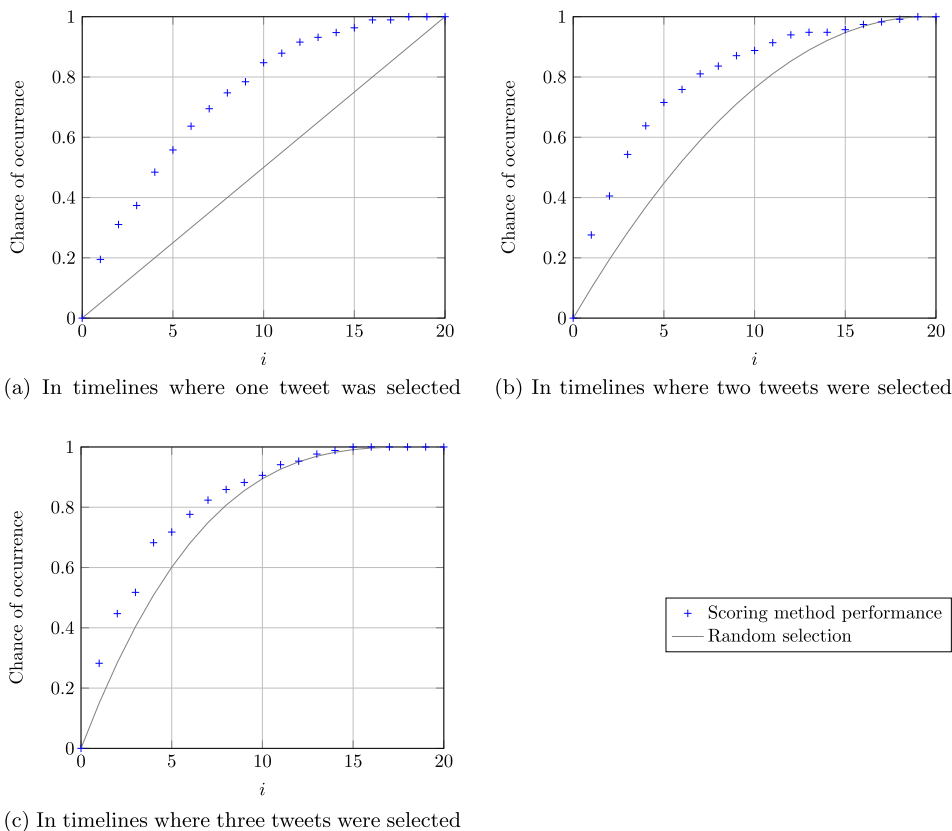 1
0.8
0.6
0.4
0.2
0
0 5 10 15 20
Chance of occurrence
i
(a) In timelines where one tweet was selected
1
0.8
0.6
0.4
0.2
0
0 5 10 15 20
Chance of occurrence
i
(b) In timelines where two tweets were selected
1
0.8
0.6
0.4
0.2
0
0 5 10 15 20
Chance of occurrence
i
(c) In timelines where three tweets were selected
Scoring method performance
Random selection